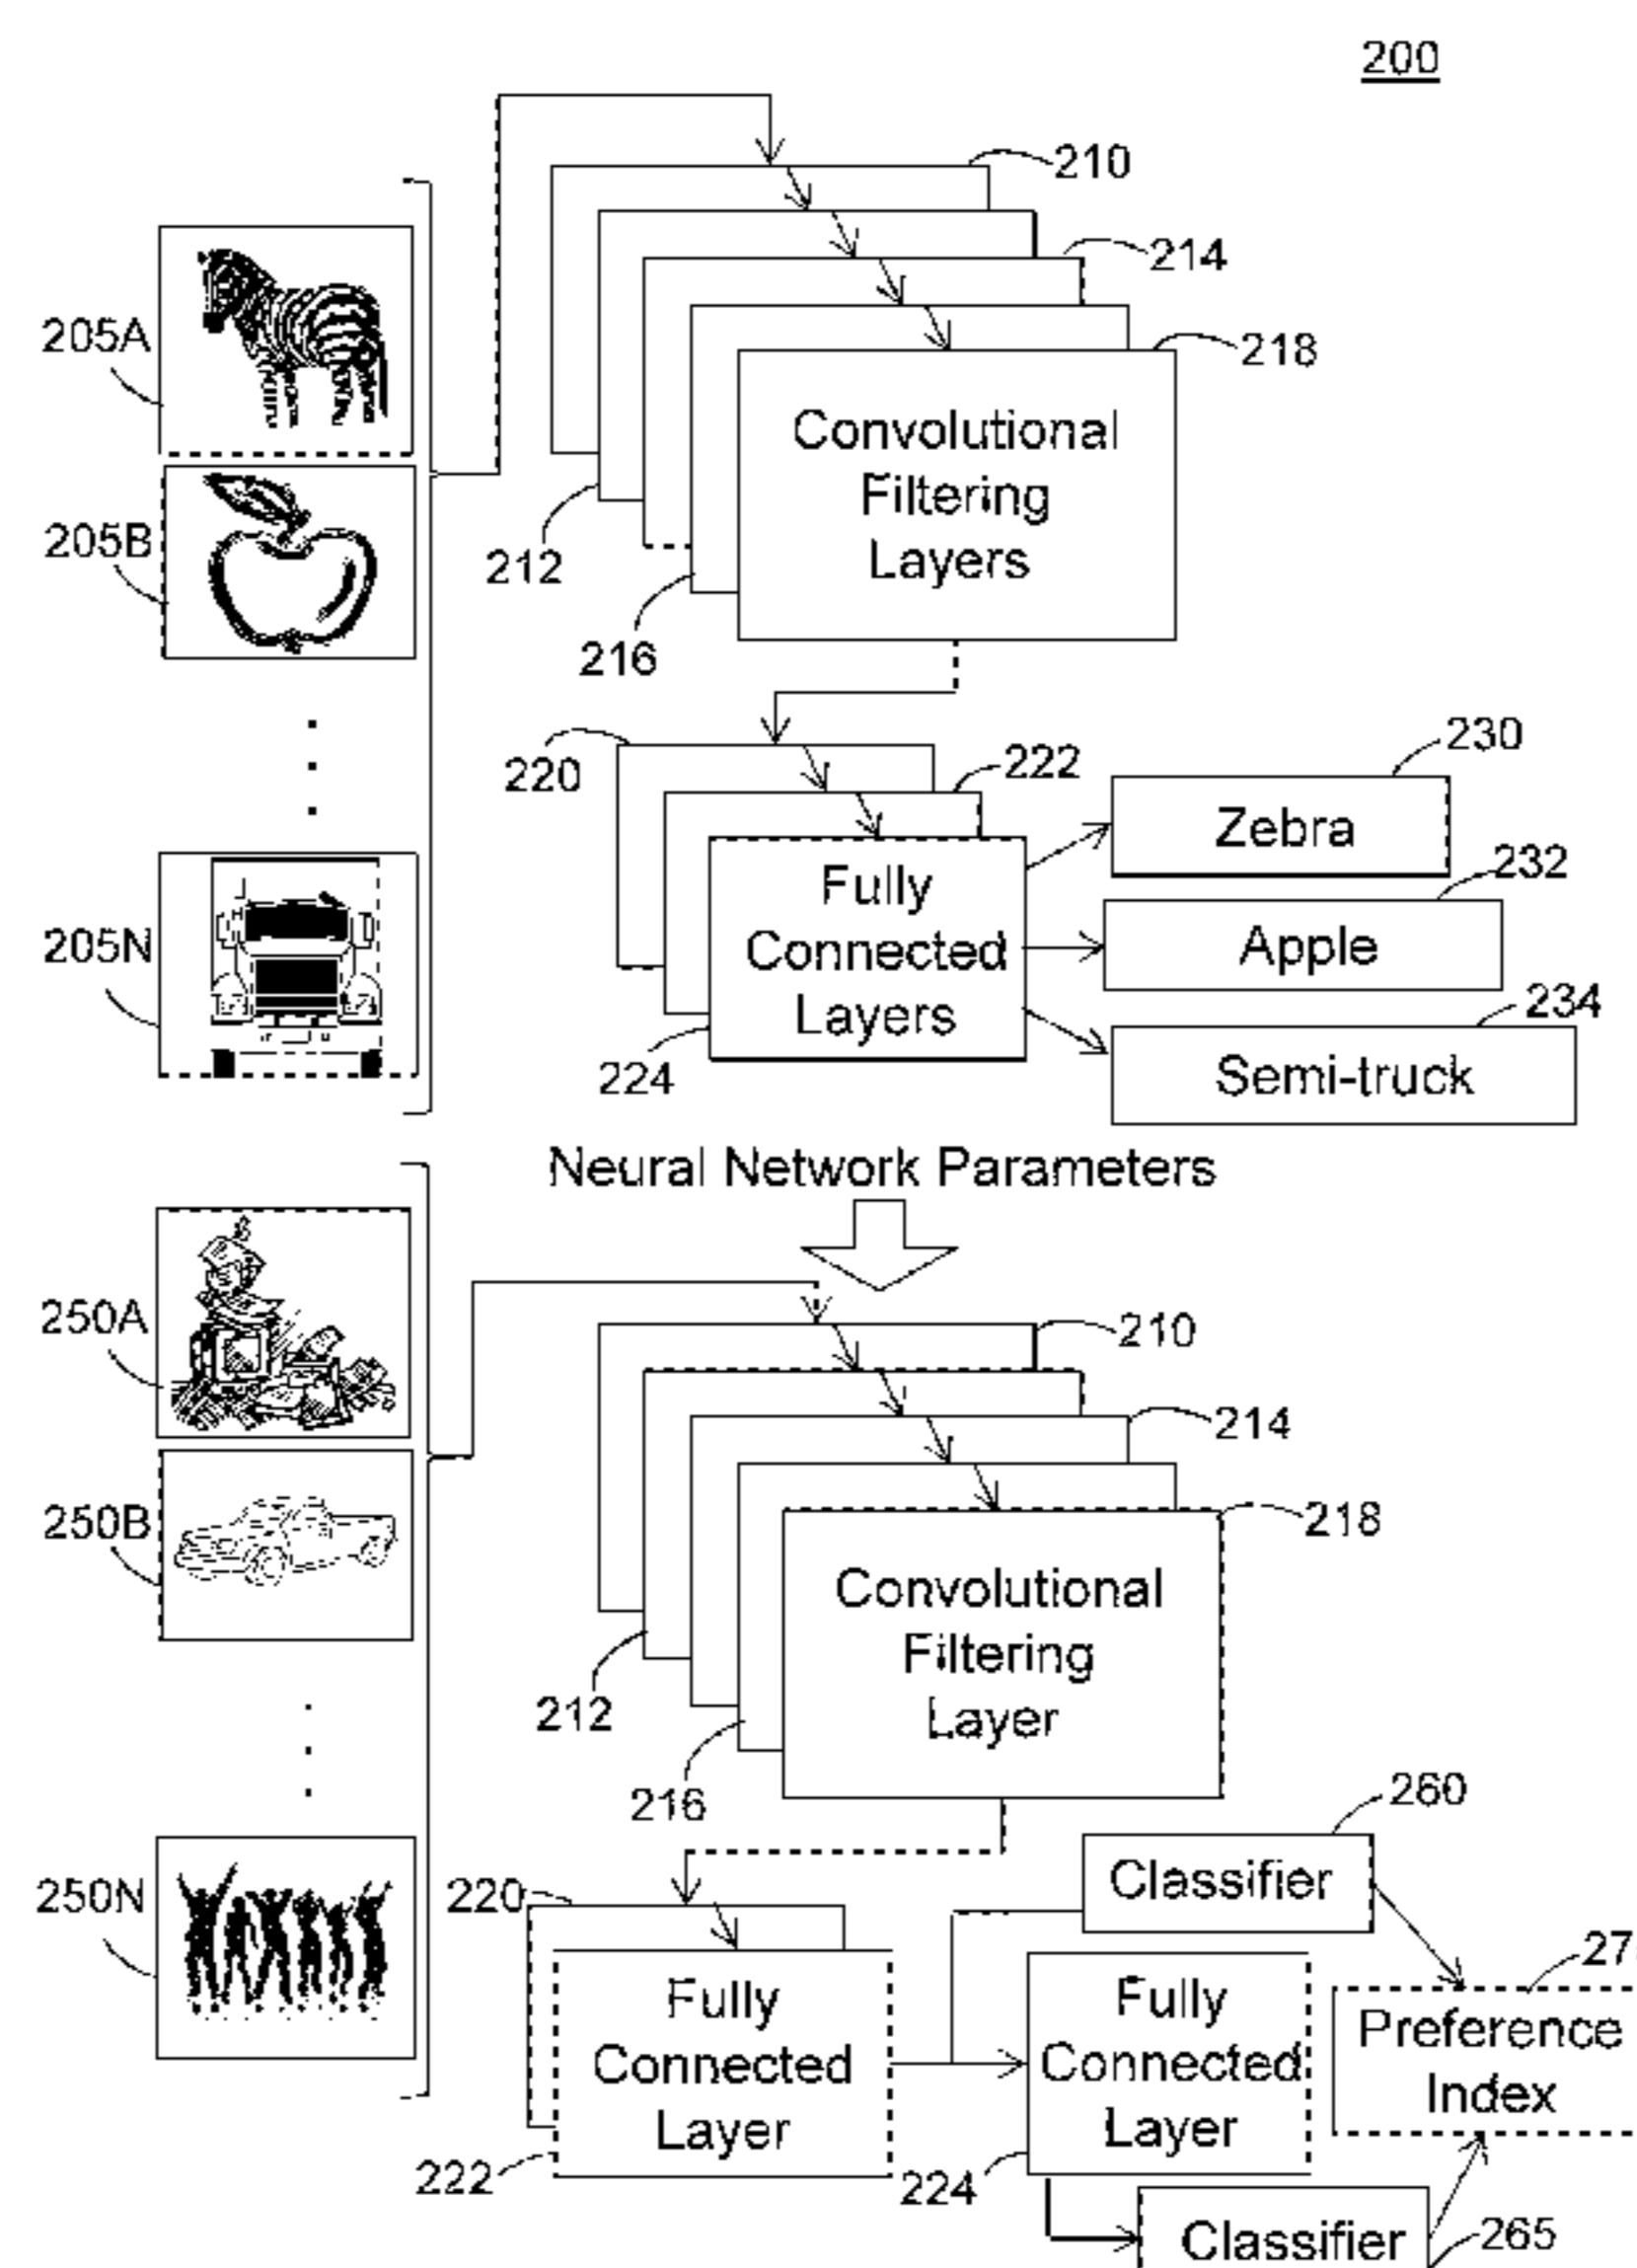 200
210
214
205A
218
Convolutional
Filtering
Layers
205B
212
216
220
222
230
Zebra
232
Fully
Connected
Layers
Apple
205N
234
224
Semi-truck
Neural Network Parameters
250A
210
214
250B
218
Convolutional
Filtering
Layer
212
216
260
Classifier
250N
220
Fully
Connected
Layer
Fully
Connected
Layer
Preference
Index
222
224
Classifier
265